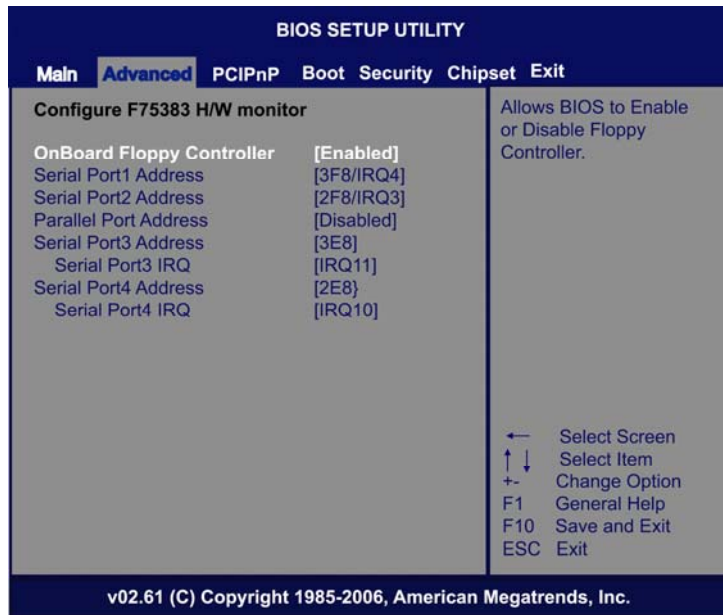 BIOS SETUP UTILITY
Main Advanced PCIPnP Boot Security Chipset Exit
Configure F75383 H/W monitor
OnBoard Floppy Controller [Enabled]
Serial Port1 Address [3F8/IRQ4]
Serial Port2 Address [2F8/IRQ3]
Parallel Port Address [Disabled]
Serial Port3 Address [3E8]
Serial Port3 IRQ [IRQ11]
Serial Port4 Address [2E8}
Serial Port4 IRQ [IRQ10]
Allows BIOS to Enable
or Disable Floppy
Controller.
← Select Screen
↑ ↓ Select Item
+- Change Option
F1 General Help
F10 Save and Exit
ESC Exit
v02.61 (C) Copyright 1985-2006, American Megatrends, Inc.